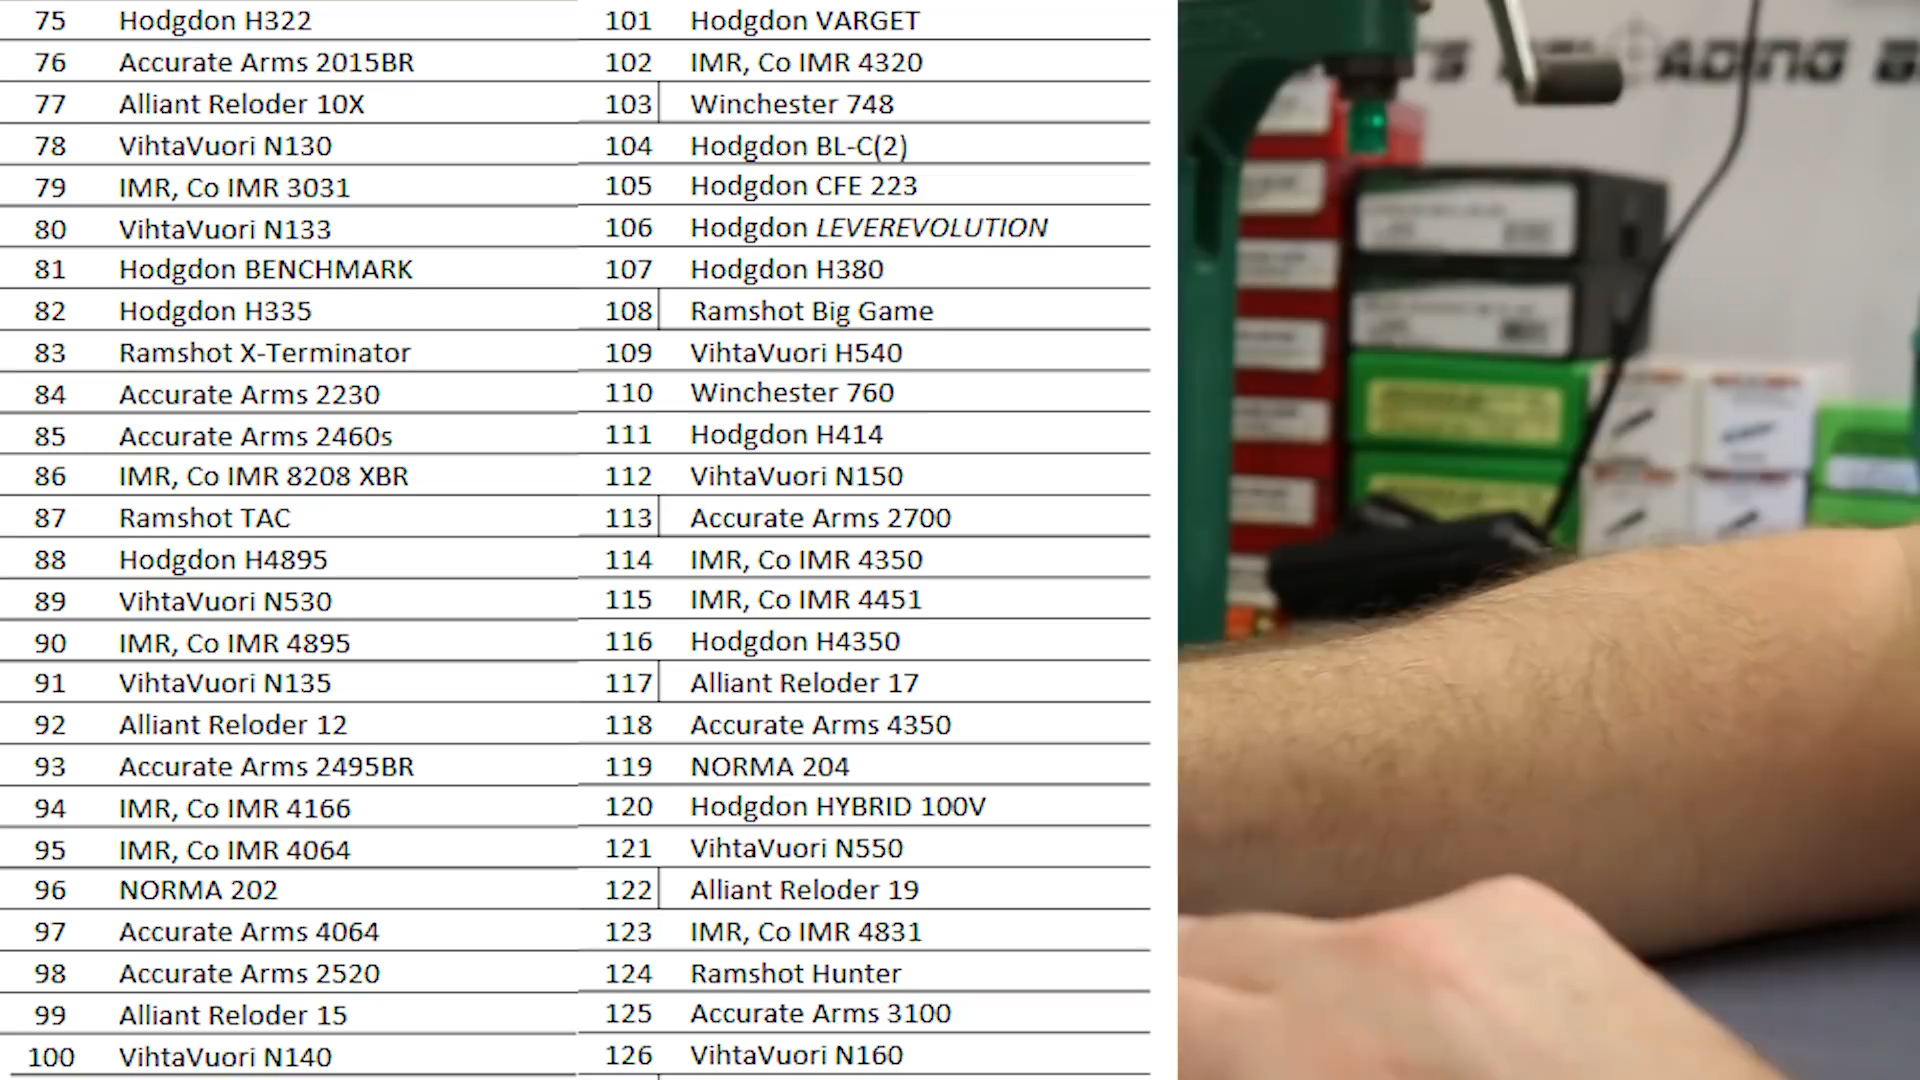 75 Hodgdon H322
76 Accurate Arms 2015BR
77 Alliant Reloder 10X
78 VihtaVuori N130
79 IMR, Co IMR 3031
80 VihtaVuori N133
81 Hodgdon BENCHMARK
82 Hodgdon H335
83 Ramshot X-Terminator
84 Accurate Arms 2230
85 Accurate Arms 2460s
86 IMR, Co IMR 8208 XBR
87 Ramshot TAC
88 Hodgdon H4895
89 VihtaVuori N530
90 IMR, Co IMR 4895
91 VihtaVuori N135
92 Alliant Reloder 12
93 Accurate Arms 2495BR
94 IMR, Co IMR 4166
95 IMR, Co IMR 4064
96 NORMA 202
97 Accurate Arms 4064
98 Accurate Arms 2520
99 Alliant Reloder 15
100 VihtaVuori N140
101 Hodgdon VARGET
102 IMR, Co IMR 4320
103 Winchester 748
104 Hodgdon BL-C(2)
105 Hodgdon CFE 223
106 Hodgdon LEVEREVOLUTION
107 Hodgdon H380
108 Ramshot Big Game
109 VihtaVuori H540
110 Winchester 760
111 Hodgdon H414
112 VihtaVuori N150
113 Accurate Arms 2700
114 IMR, Co IMR 4350
115 IMR, Co IMR 4451
116 Hodgdon H4350
117 Alliant Reloder 17
118 Accurate Arms 4350
119 NORMA 204
120 Hodgdon HYBRID 100V
121 VihtaVuori N550
122 Alliant Reloder 19
123 IMR, Co IMR 4831
124 Ramshot Hunter
125 Accurate Arms 3100
126 VihtaVuori N160